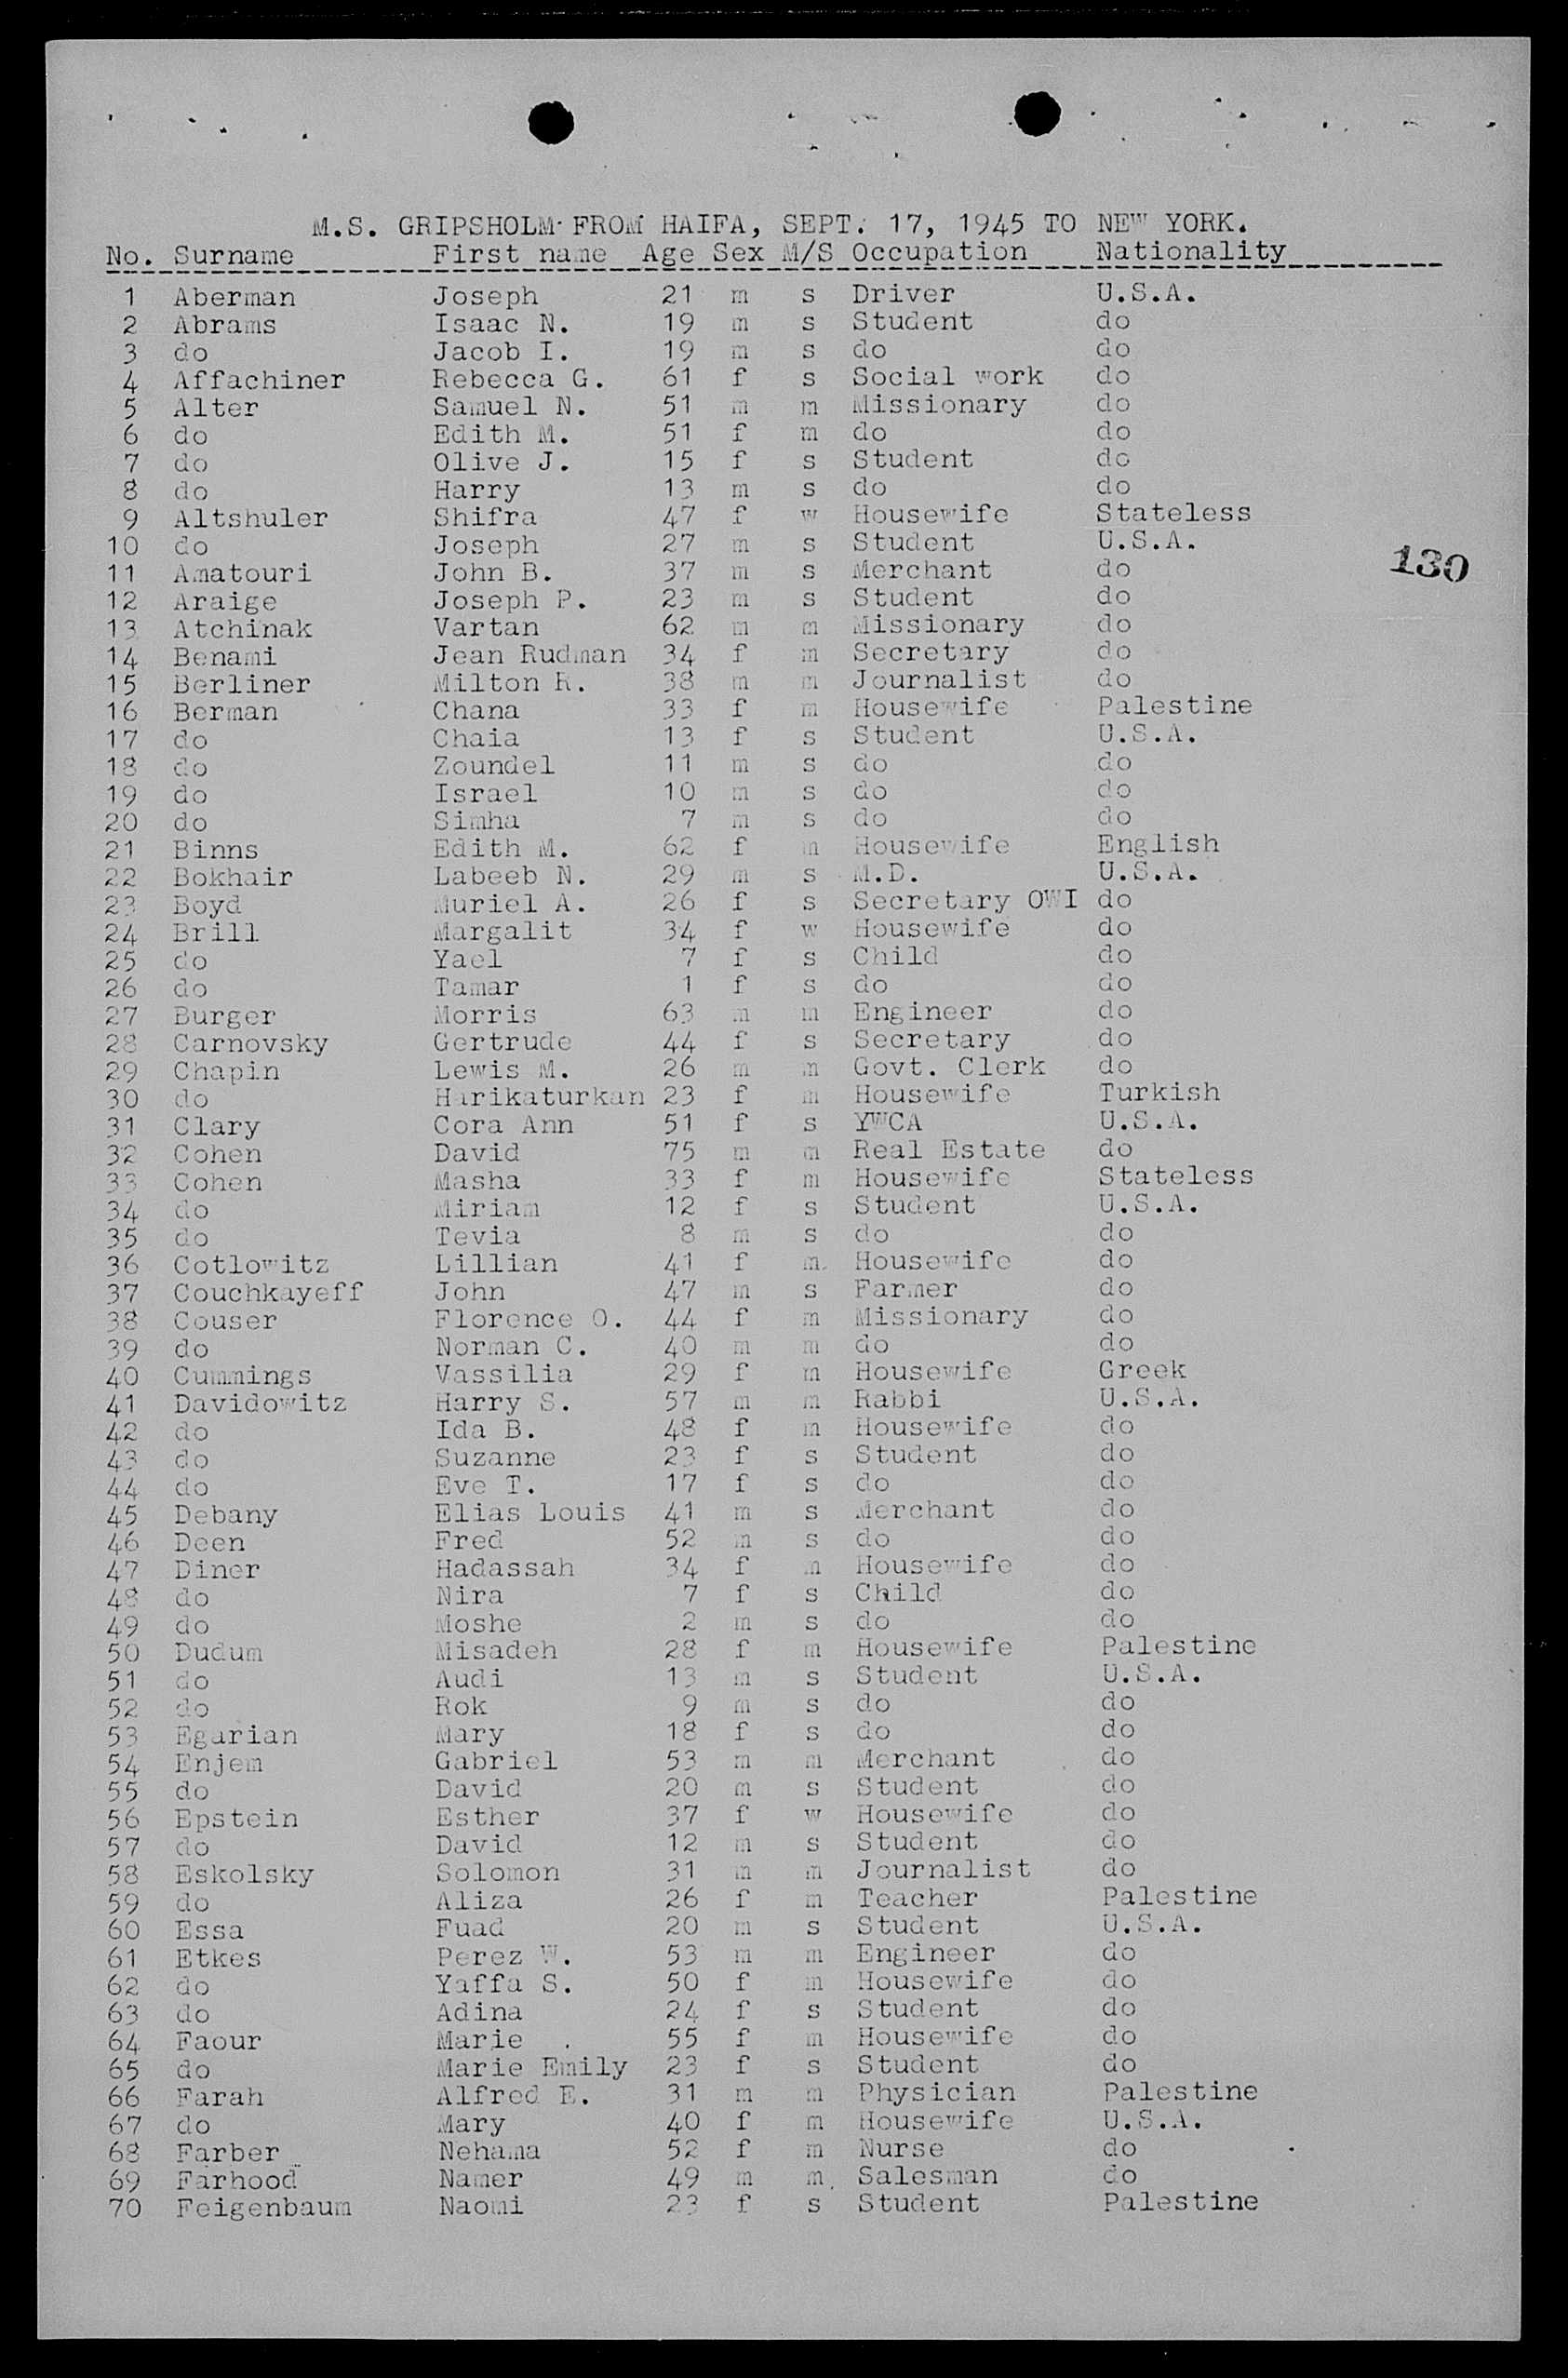 M.S. GRIPSHOLM FROM HAIFA, SEPT. 17, 1945 TO NEW YORK.
No. Surname First name Age Sex M/S Occupation Nationality
1 Aberman Joseph 21 m s Driver U.S.A.
2 Abrams Isaac N. 19 m s Student do
3 do Jacob I. 19 m s do do
4 Affachiner Rebecca G. 61 f s Social work do
5 Alter Samuel N. 51 m m Missionary do
6 do Edith M. 51 f m do do
7 do Olive J. 15 f s Student do
8 do Harry 13 m s do do
9 Altshuler Shifra 47 f w Housewife Stateless
10 do Joseph 27 m s Student U.S.A.
130
11 Amatouri John B. 37 m s Merchant do
12 Araige Joseph P. 23 m s Student do
13 Atchinak Vartan 62 m m Missionary do
14 Benami Jean Rudman 34 f m Secretary do
15 Berliner Milton R. 38 m m Journalist do
16 Berman Chana 33 f m Housewife Palestine
17 do Chaia 13 f s Student U.S.A.
18 do Zoundel 11 m s do do
19 do Israel 10 m s do do
20 do Simha 7 m s do do
21 Binns Edith M. 62 f m Housewife English
22 Bokhair Labeeb N. 29 m s M.D. U.S.A.
23 Boyd Muriel A. 26 f s Secretary OWI do
24 Brill Margalit 34 f w Housewife do
25 do Yael 7 f s Child do
26 do Tamar 1 f s do do
27 Burger Morris 63 m m Engineer do
28 Carnovsky Gertrude 44 f s Secretary do
29 Chapin Lewis M. 26 m m Govt. Clerk do
30 do Harikaturkan 23 f m Housewife Turkish
31 Clary Cora Ann 51 f s YWCA U.S.A.
32 Cohen David 75 m m Real Estate do
33 Cohen Masha 33 f m Housewife Stateless
34 do Miriam 12 f s Student U.S.A.
35 do Tevia 8 m s do do
36 Cotlowitz Lillian 41 f m Housewife do
37 Couchkayeff John 47 m s Farmer do
38 Couser Florence O. 44 f m Missionary do
39 do Norman C. 40 m m do do
40 Cummings Vassilia 29 f m Housewife Greek
41 Davidowitz Harry S. 57 m m Rabbi U.S.A.
42 do Ida B. 48 f m Housewife do
43 do Suzanne 23 f s Student do
44 do Eve T. 17 f s do do
45 Debany Elias Louis 41 m s Merchant do
46 Deen Fred 52 m s do do
47 Diner Hadassah 34 f m Housewife do
48 do Nira 7 f s Child do
49 do Moshe 2 m s do do
50 Dudum Misadeh 28 f m Housewife Palestine
51 do Audi 13 m s Student U.S.A.
52 do Rok 9 m s do do
53 Egarian Mary 18 f s do do
54 Enjem Gabriel 53 m m Merchant do
55 do David 20 m s Student do
56 Epstein Esther 37 f w Housewife do
57 do David 12 m s Student do
58 Eskolsky Solomon 31 m m Journalist do
59 do Aliza 26 f m Teacher Palestine
60 Essa Fuad 20 m s Student U.S.A.
61 Etkes Perez W. 53 m m Engineer do
62 do Yaffa S. 50 f m Housewife do
63 do Adina 24 f s Student do
64 Faour Marie 55 f m Housewife do
65 do Marie Emily 23 f s Student do
66 Farah Alfred E. 31 m m Physician Palestine
67 do Mary 40 f m Housewife U.S.A.
68 Farber Nehama 52 f m Nurse do
69 Farhood Namer 49 m m Salesman do
70 Feigenbaum Naomi 23 f s Student Palestine